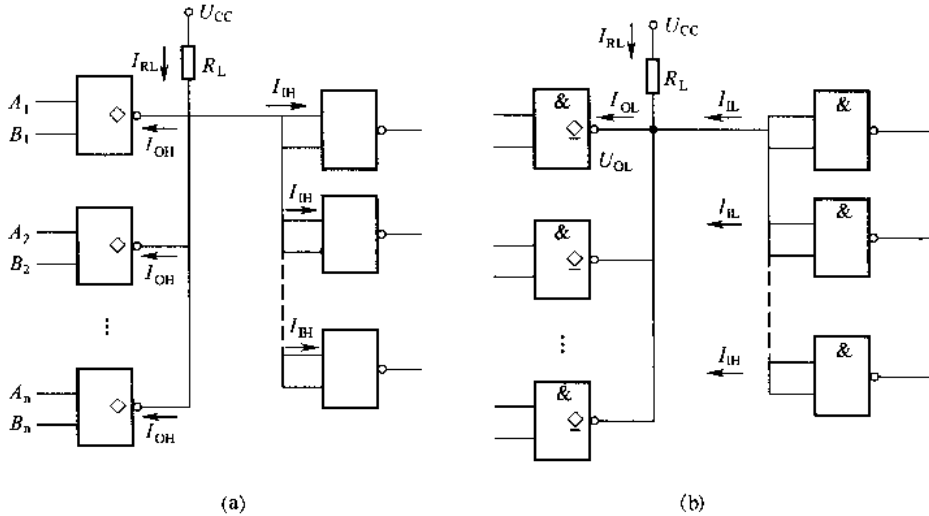 U_CC
I_RL
R_L
I_IH
A_1
B_1
I_OH
I_IH
A_2
B_2
I_OH
⋮
I_IH
A_n
B_n
I_OH
(a)
U_CC
I_RL
R_L
&
I_OL
I_IL
&
U_OL
&
I_IL
&
⋮
I_IH
&
&
(b)